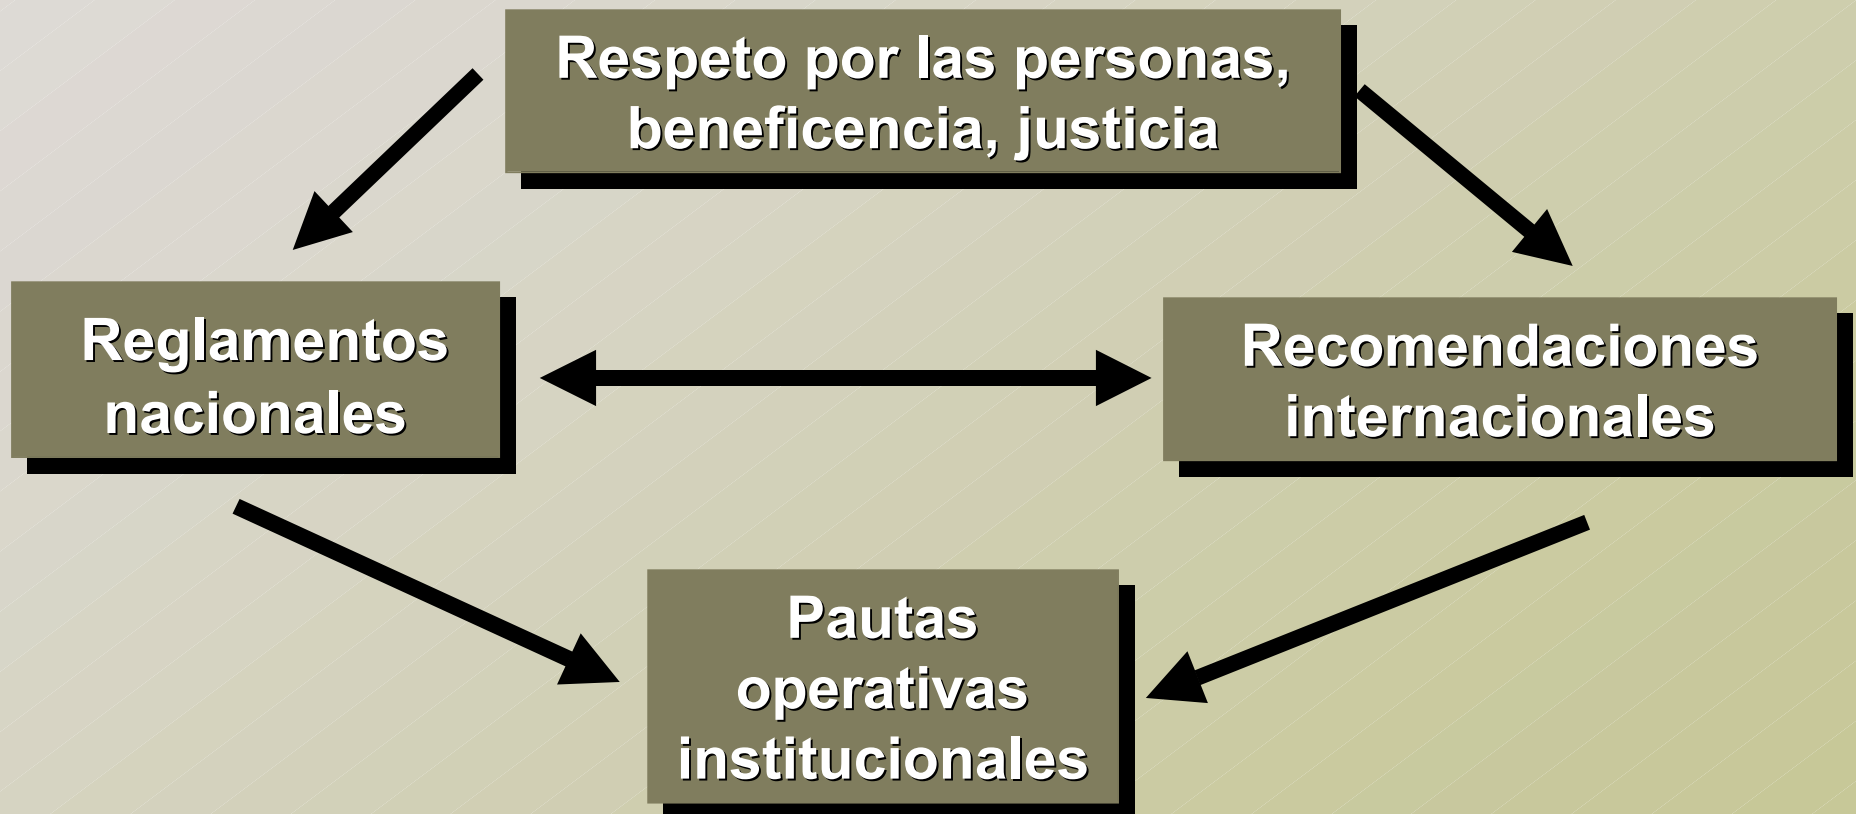 Respeto por las personas,
beneficencia, justicia
Reglamentos
nacionales
Recomendaciones
internacionales
Pautas
operativas
institucionales